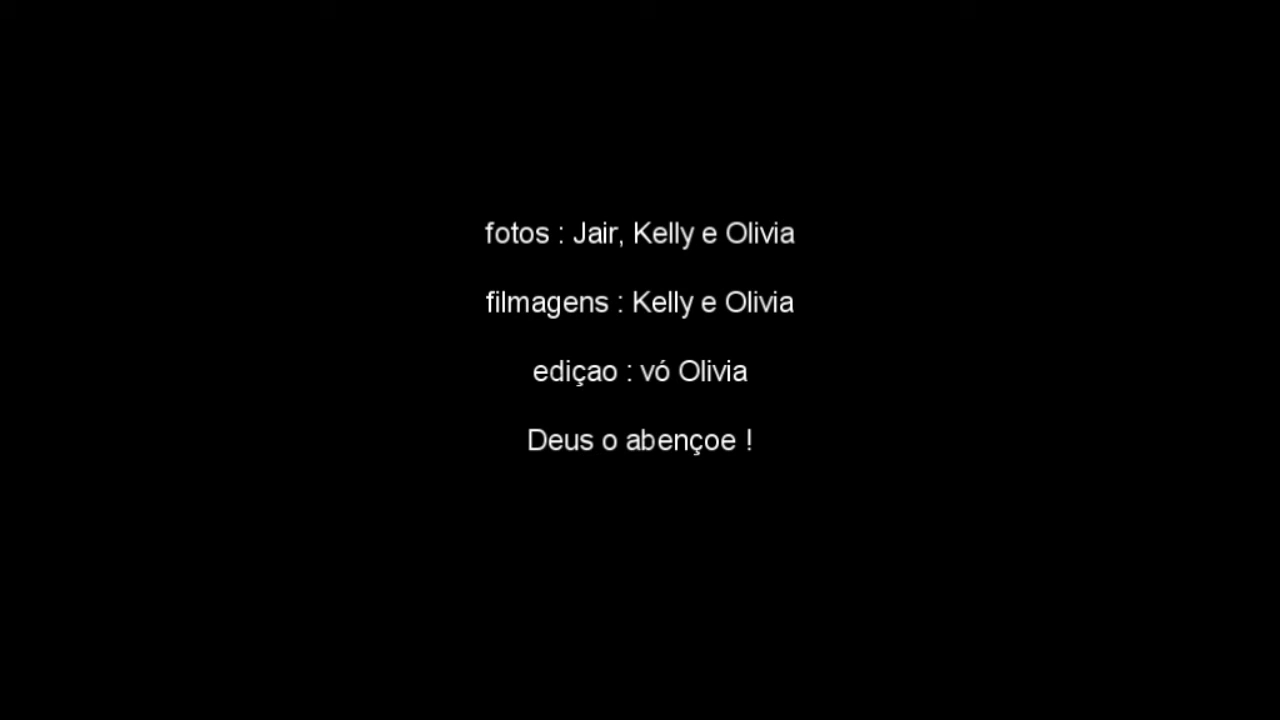 fotos : Jair, Kelly e Olivia
filmagens : Kelly e Olivia
ediçao : vó Olivia
Deus o abençoe !